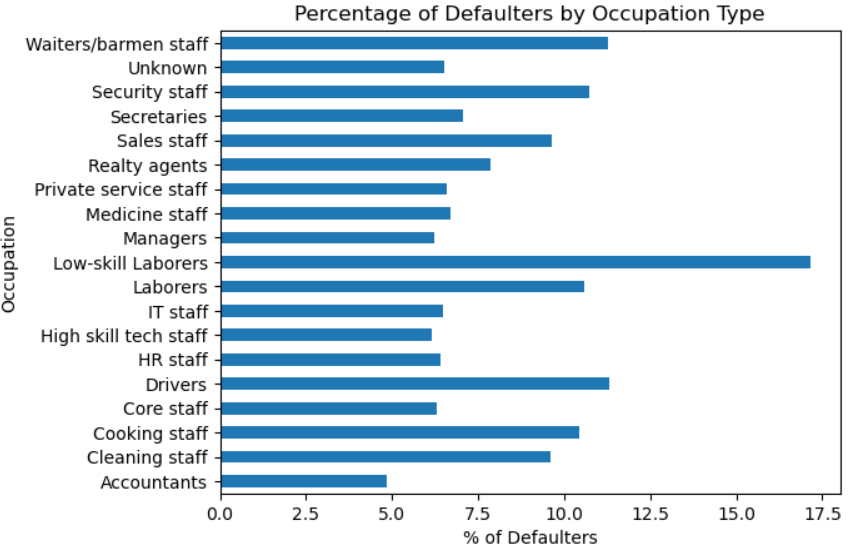 Percentage of Defaulters by Occupation Type
Waiters/barmen staff
Unknown
Security staff
Secretaries
Sales staff
Realty agents
Private service staff
Medicine staff
Managers
Low-skill Laborers
Laborers
IT staff
High skill tech staff
HR staff
Drivers
Core staff
Cooking staff
Cleaning staff
Accountants
Occupation
0.0 2.5 5.0 7.5 10.0 12.5 15.0 17.5
% of Defaulters